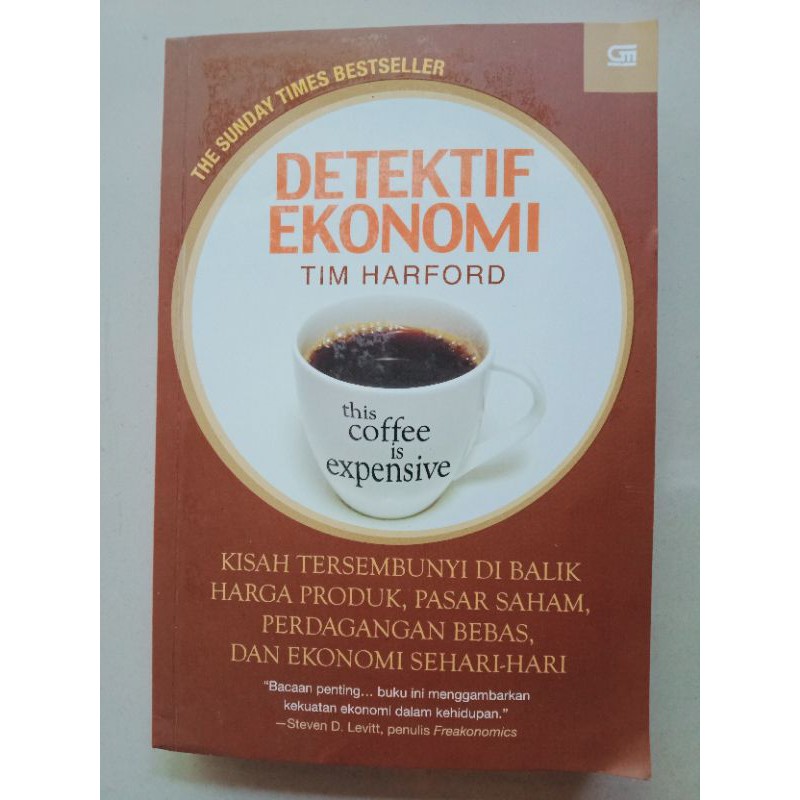 THE SUNDAY TIMES BESTSELLER
GM
DETEKTIF
EKONOMI
TIM HARFORD
this
coffee
is
expensive
KISAH TERSEMBUNYI DI BALIK
HARGA PRODUK, PASAR SAHAM,
PERDAGANGAN BEBAS,
DAN EKONOMI SEHARI-HARI
“Bacaan penting... buku ini menggambarkan
kekuatan ekonomi dalam kehidupan.”
—Steven D. Levitt, penulis Freakonomics